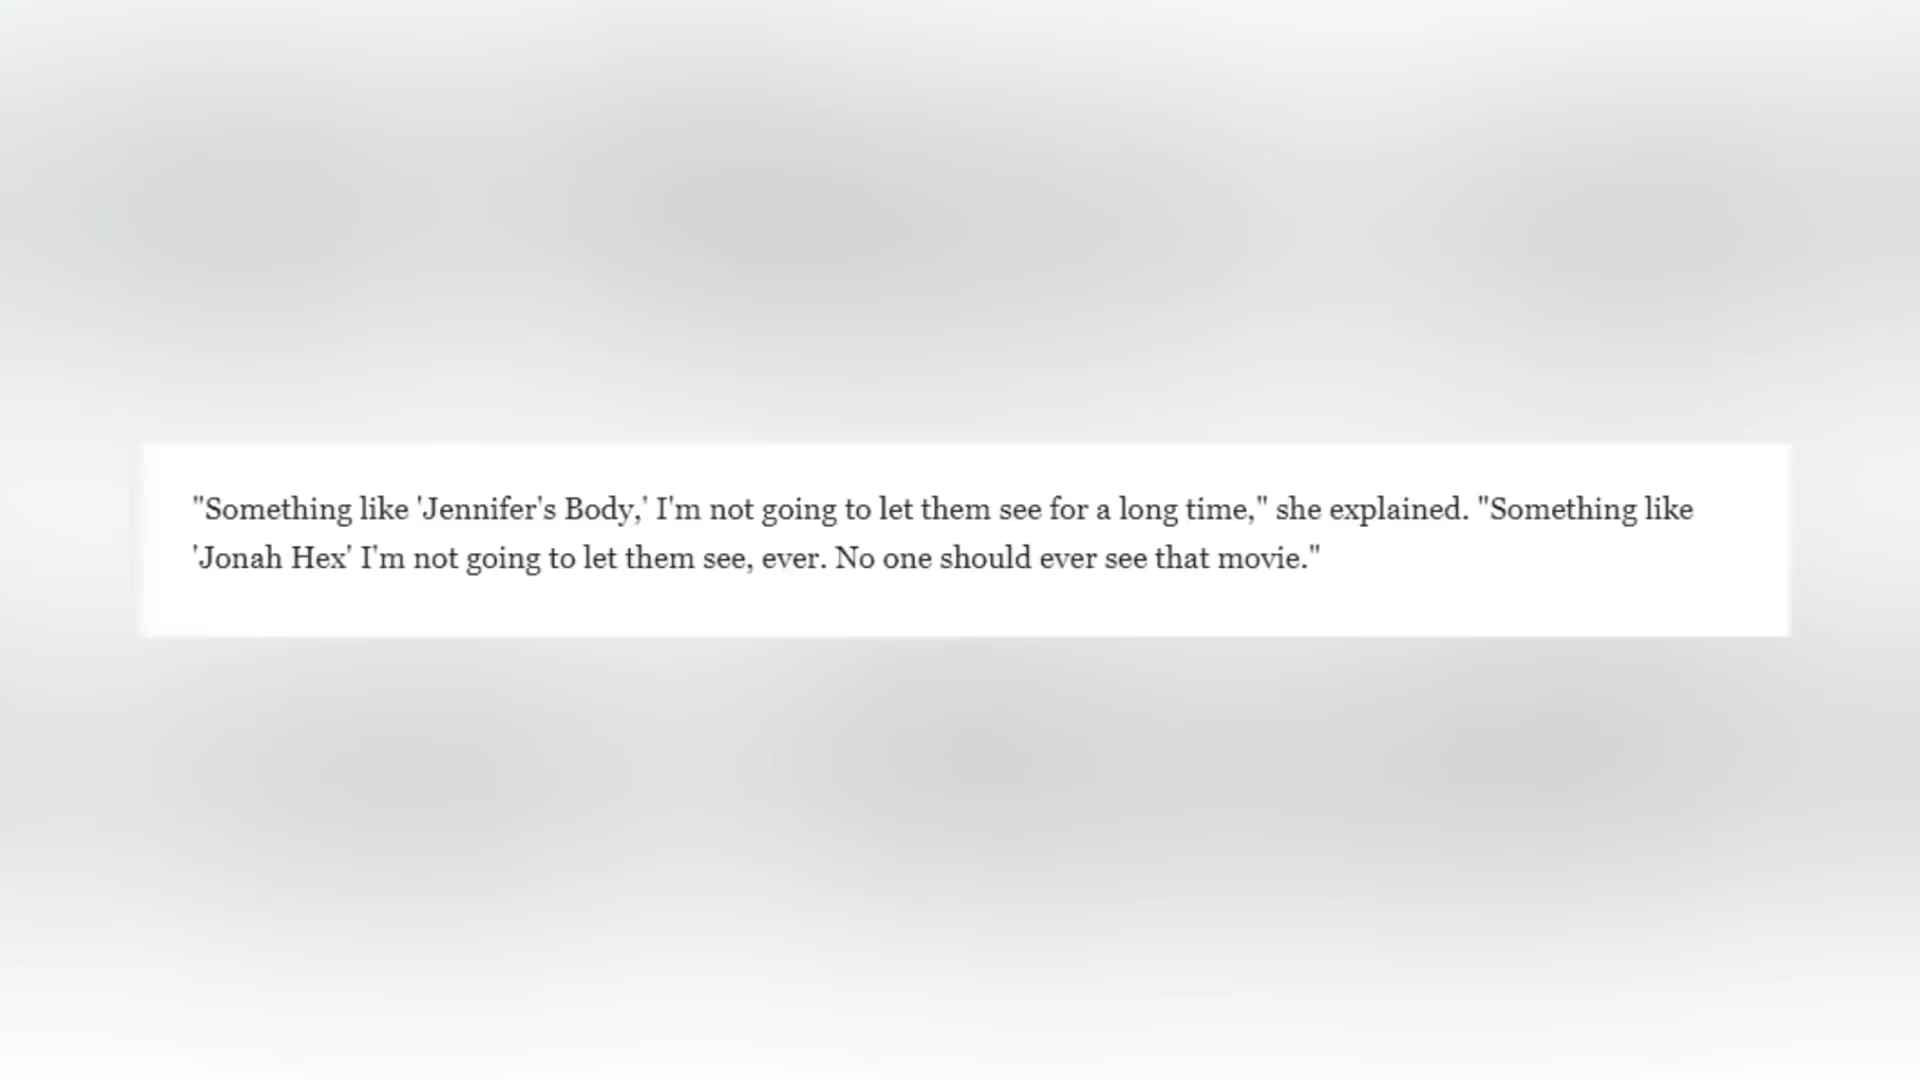 "Something like 'Jennifer's Body,' I'm not going to let them see for a long time," she explained. "Something like
'Jonah Hex' I'm not going to let them see, ever. No one should ever see that movie."